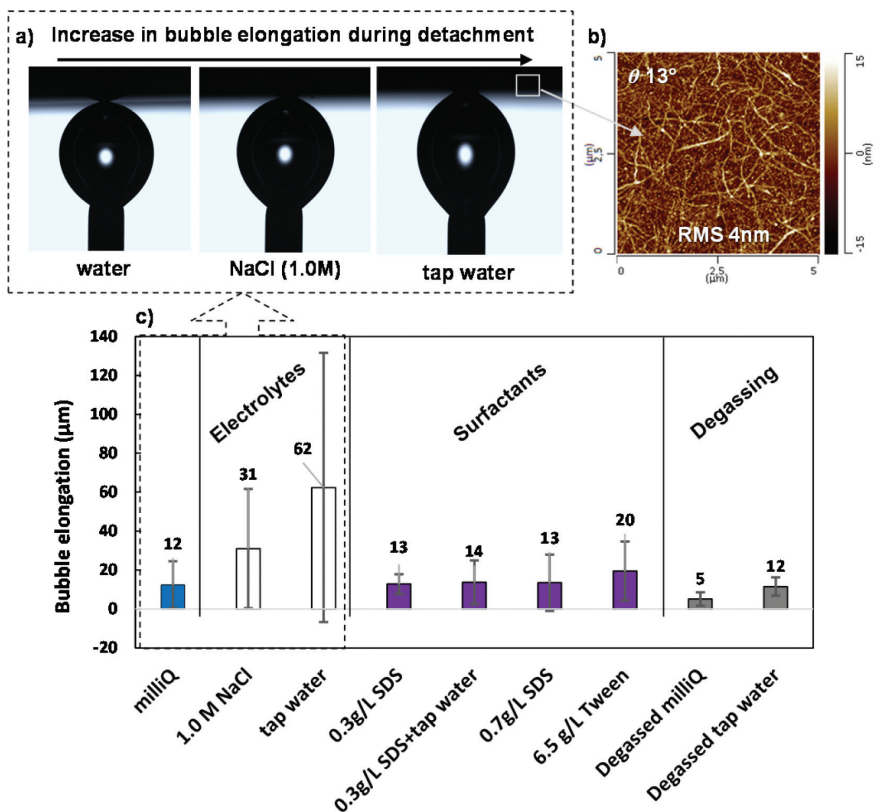 a) Increase in bubble elongation during detachment
water
NaCl (1.0M)
tap water
b)
θ 13°
RMS 4nm
5
2,5
0
(µm)
0
2,5
5
(µm)
15
0
-15
(nm)
c)
Bubble elongation (µm)
140
120
100
80
60
40
20
0
-20
Electrolytes
Surfactants
Degassing
12
31
62
13
14
13
20
5
12
milliQ
1.0 M NaCl
tap water
0.3g/L SDS
0.3g/L SDS+tap water
0.7g/L SDS
6.5 g/L Tween
Degassed milliQ
Degassed tap water